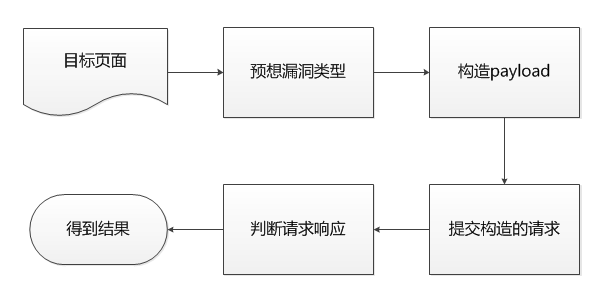 目标页面
预想漏洞类型
构造payload
提交构造的请求
判断请求响应
得到结果